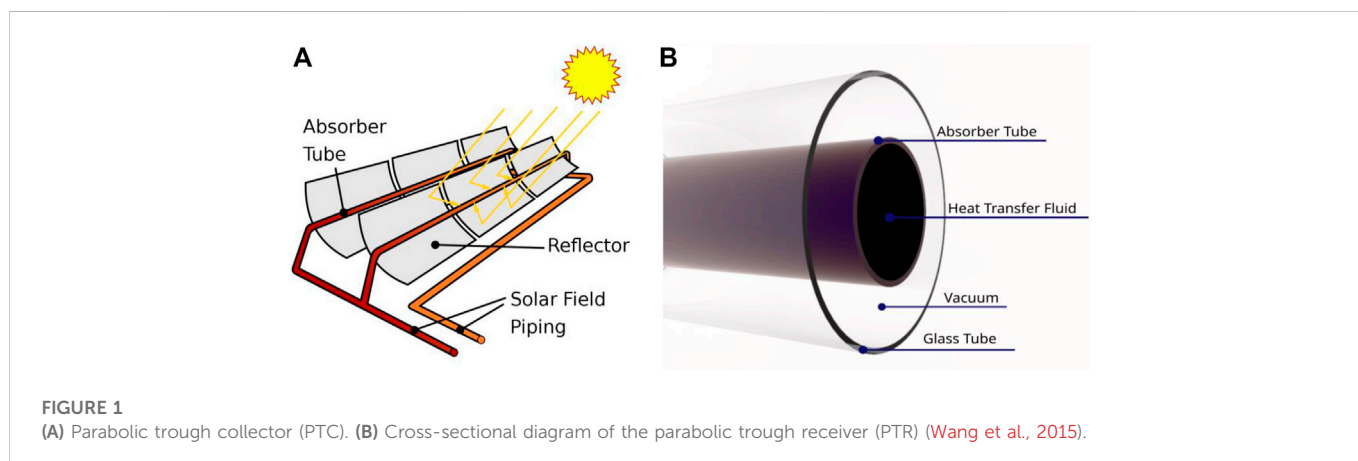 A
Absorber
Tube
Reflector
Solar Field
Piping
B
Absorber Tube
Heat Transfer Fluid
Vacuum
Glass Tube
FIGURE 1
(A) Parabolic trough collector (PTC). (B) Cross-sectional diagram of the parabolic trough receiver (PTR) (Wang et al., 2015).